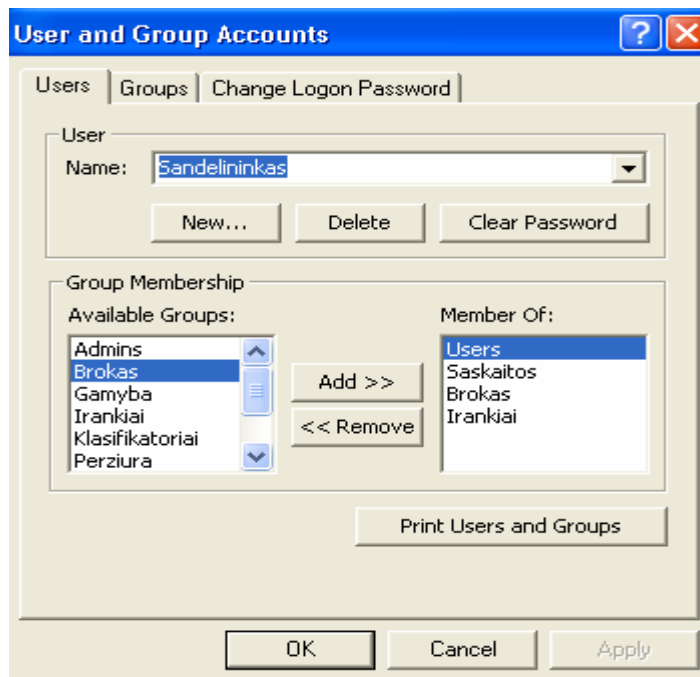 User and Group Accounts
Users Groups Change Logon Password
User
Name: Sandelininkas
New... Delete Clear Password
Group Membership
Available Groups: Member Of:
Admins Users
Brokas Saskaitos
Gamyba Brokas
Irankiai Irankiai
Klasifikatoriai
Perziura
Add >>
<< Remove
Print Users and Groups
OK Cancel Apply